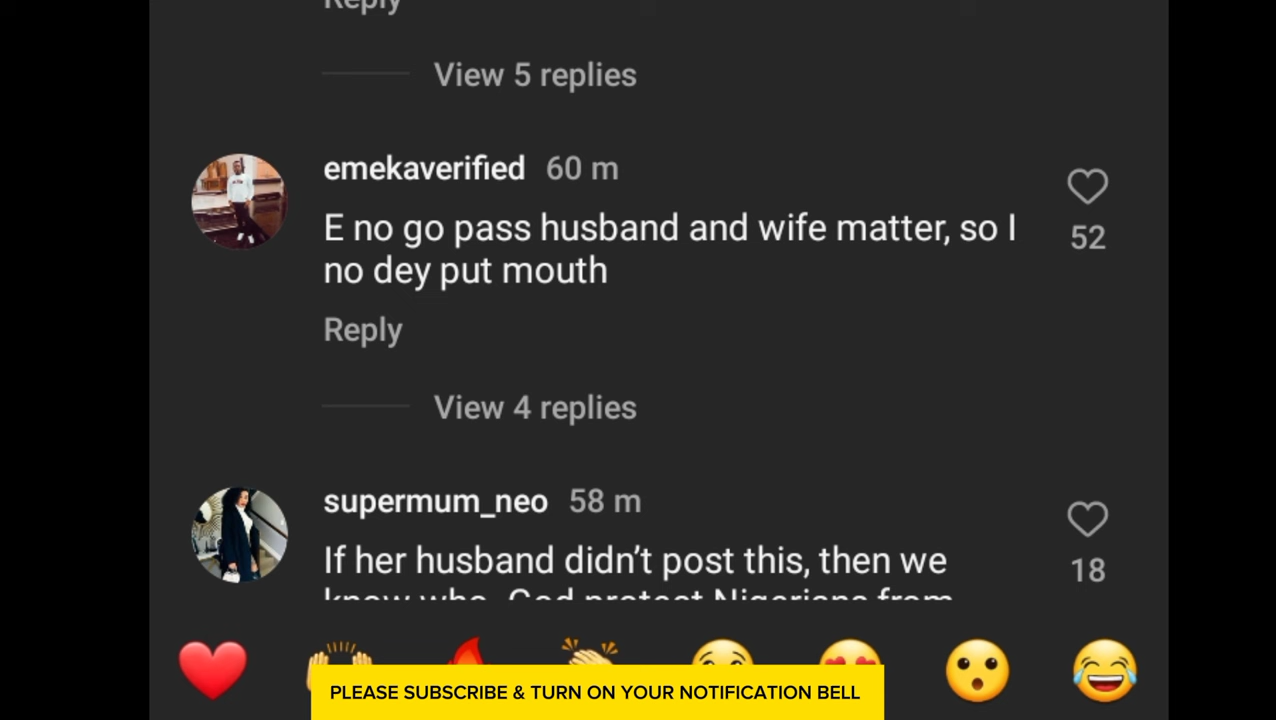 Reply
View 5 replies
emekaverified 60 m
E no go pass husband and wife matter, so I
no dey put mouth
52
Reply
View 4 replies
supermum_neo 58 m
If her husband didn't post this, then we
know who. God protect Nigerians from
18
PLEASE SUBSCRIBE & TURN ON YOUR NOTIFICATION BELL